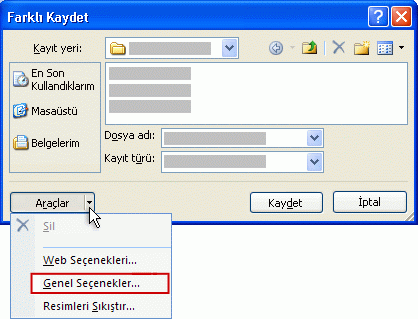 Farklı Kaydet
Kayıt yeri:
En Son
Kullandıklarım
Masaüstü
Belgelerim
Dosya adı:
Kayıt türü:
Araçlar
Kaydet
İptal
Sil
Web Seçenekleri...
Genel Seçenekler...
Resimleri Sıkıştır...